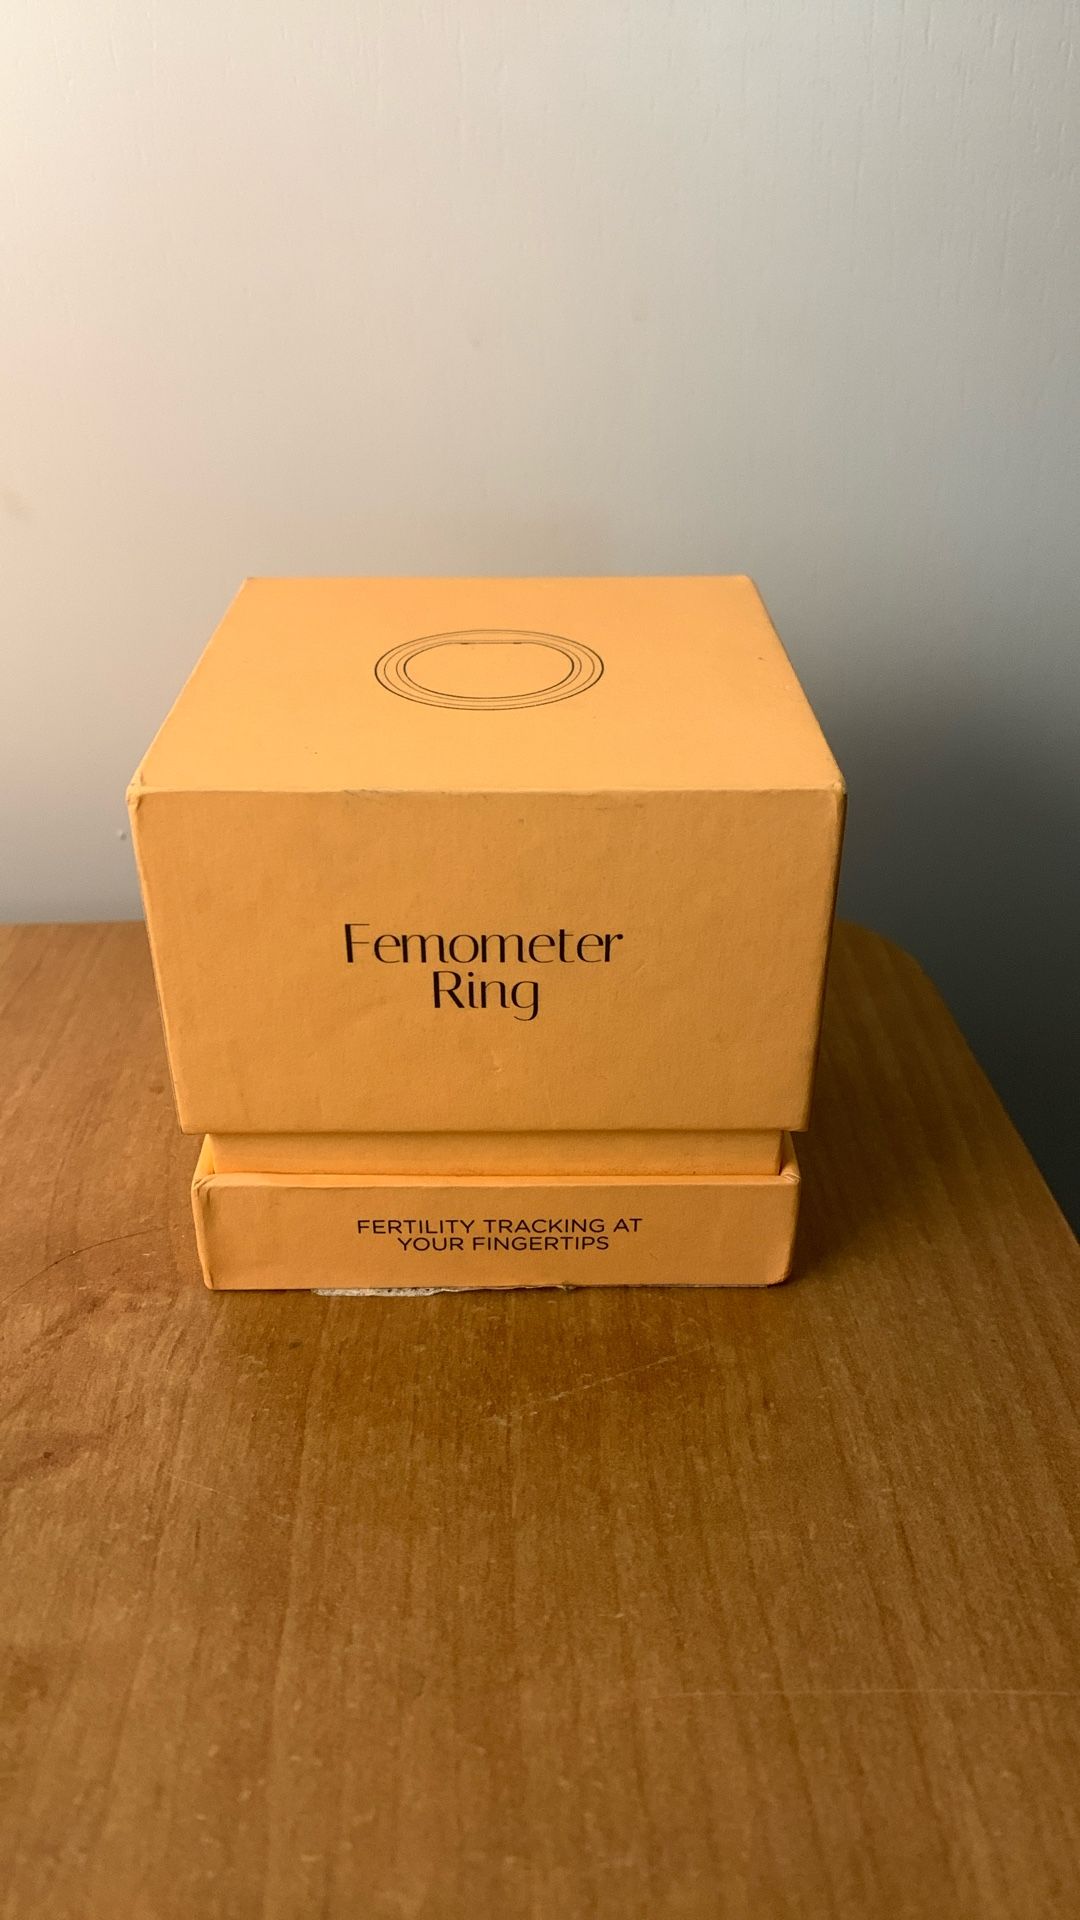 Femometer
Ring
FERTILITY TRACKING AT
YOUR FINGERTIPS